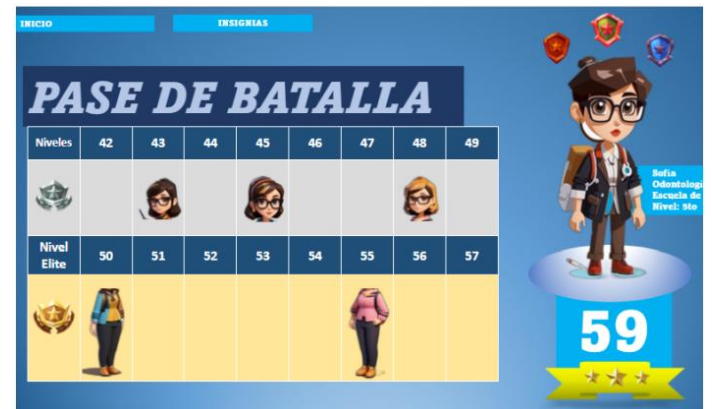 INICIO
INSIGNIAS
PASE DE BATALLA
Niveles 42 43 44 45 46 47 48 49
Nivel
Elite 50 51 52 53 54 55 56 57
Sofia
Odontologi
Escuela de
Nivel: 5to
59